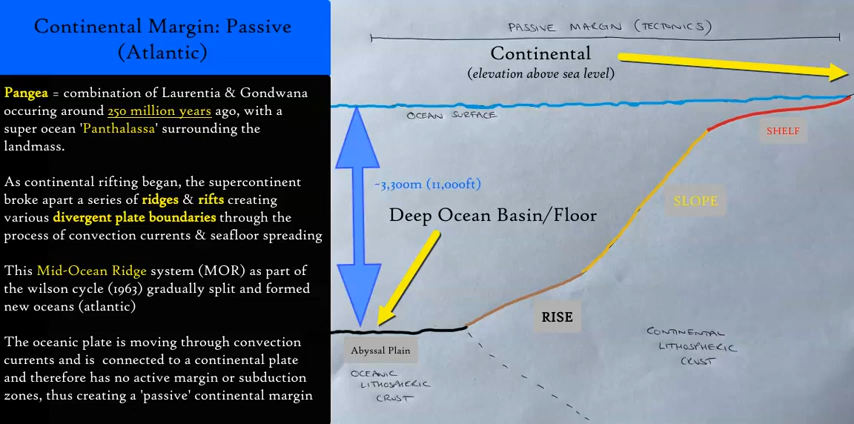 Continental Margin: Passive
(Atlantic)
Pangea = combination of Laurentia & Gondwana
occuring around 250 million years ago, with a
super ocean 'Panthalassa' surrounding the
landmass.
As continental rifting began, the supercontinent
broke apart a series of ridges & rifts creating
various divergent plate boundaries through the
process of convection currents & seafloor spreading
This Mid-Ocean Ridge system (MOR) as part of
the wilson cycle (1963) gradually split and formed
new oceans (atlantic)
The oceanic plate is moving through convection
currents and is connected to a continental plate
and therefore has no active margin or subduction
zones, thus creating a 'passive' continental margin
PASSIVE MARGIN (TECTONICS)
Continental
(elevation above sea level)
OCEAN SURFACE
SHELF
~3,300m (11,000ft)
SLOPE
Deep Ocean Basin/Floor
RISE
Abyssal Plain
CONTINENTAL
LITHOSPHERIC
CRUST
OCEANIC
LITHOSPHERIC
CRUST